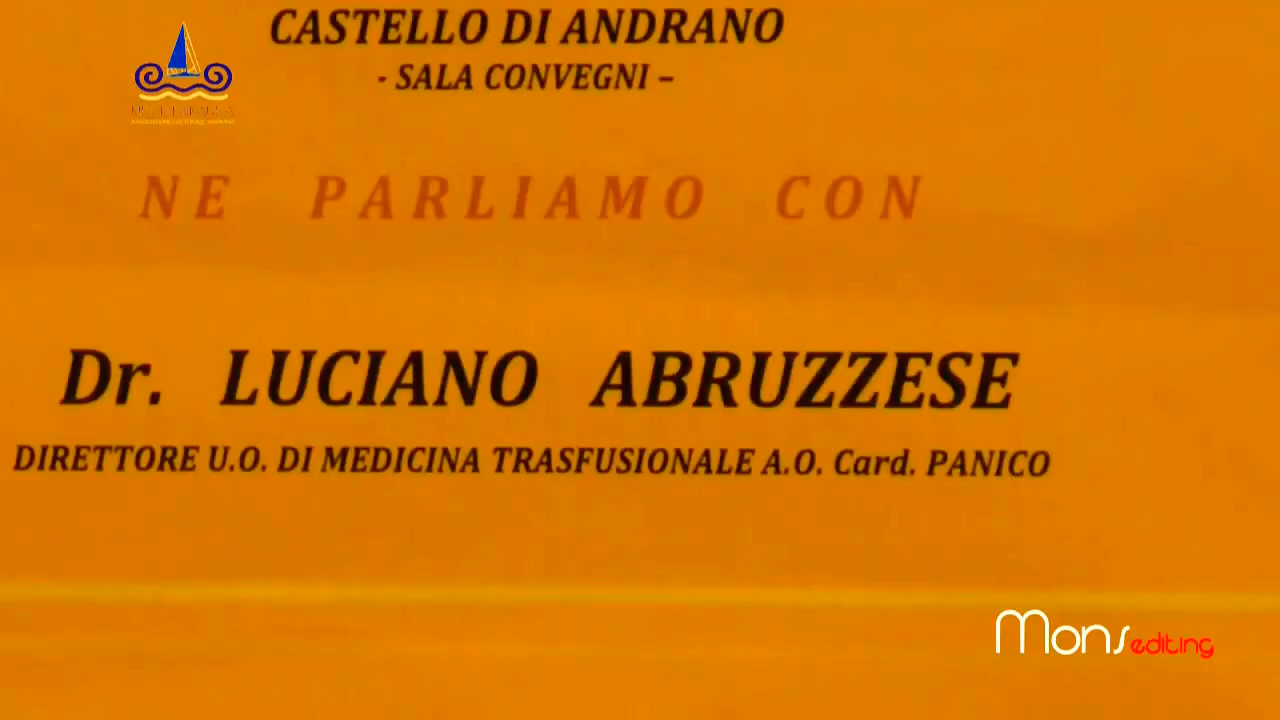 CASTELLO DI ANDRANO
- SALA CONVEGNI –
NE PARLIAMO CON
Dr. LUCIANO ABRUZZESE
DIRETTORE U.O. DI MEDICINA TRASFUSIONALE A.O. Card. PANICO
Mons editing